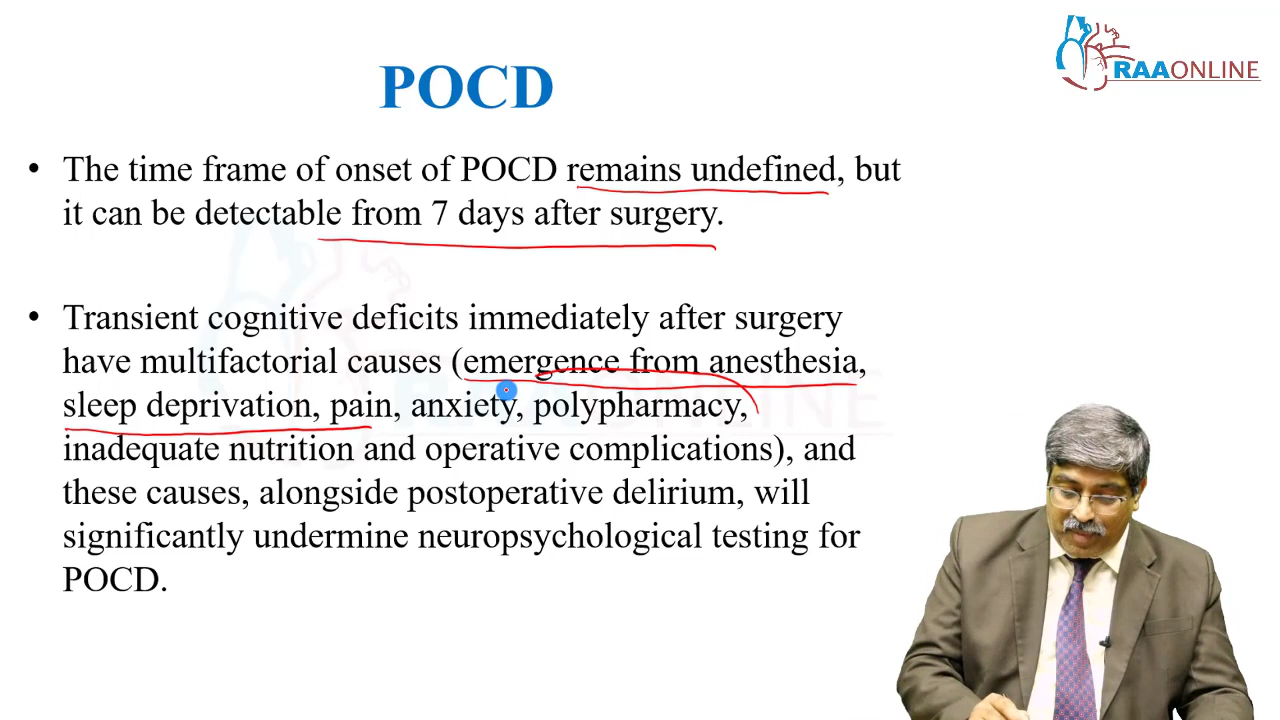 RAAONLINE
POCD
• The time frame of onset of POCD remains undefined, but
it can be detectable from 7 days after surgery.
• Transient cognitive deficits immediately after surgery
have multifactorial causes (emergence from anesthesia,
sleep deprivation, pain, anxiety, polypharmacy,
inadequate nutrition and operative complications), and
these causes, alongside postoperative delirium, will
significantly undermine neuropsychological testing for
POCD.